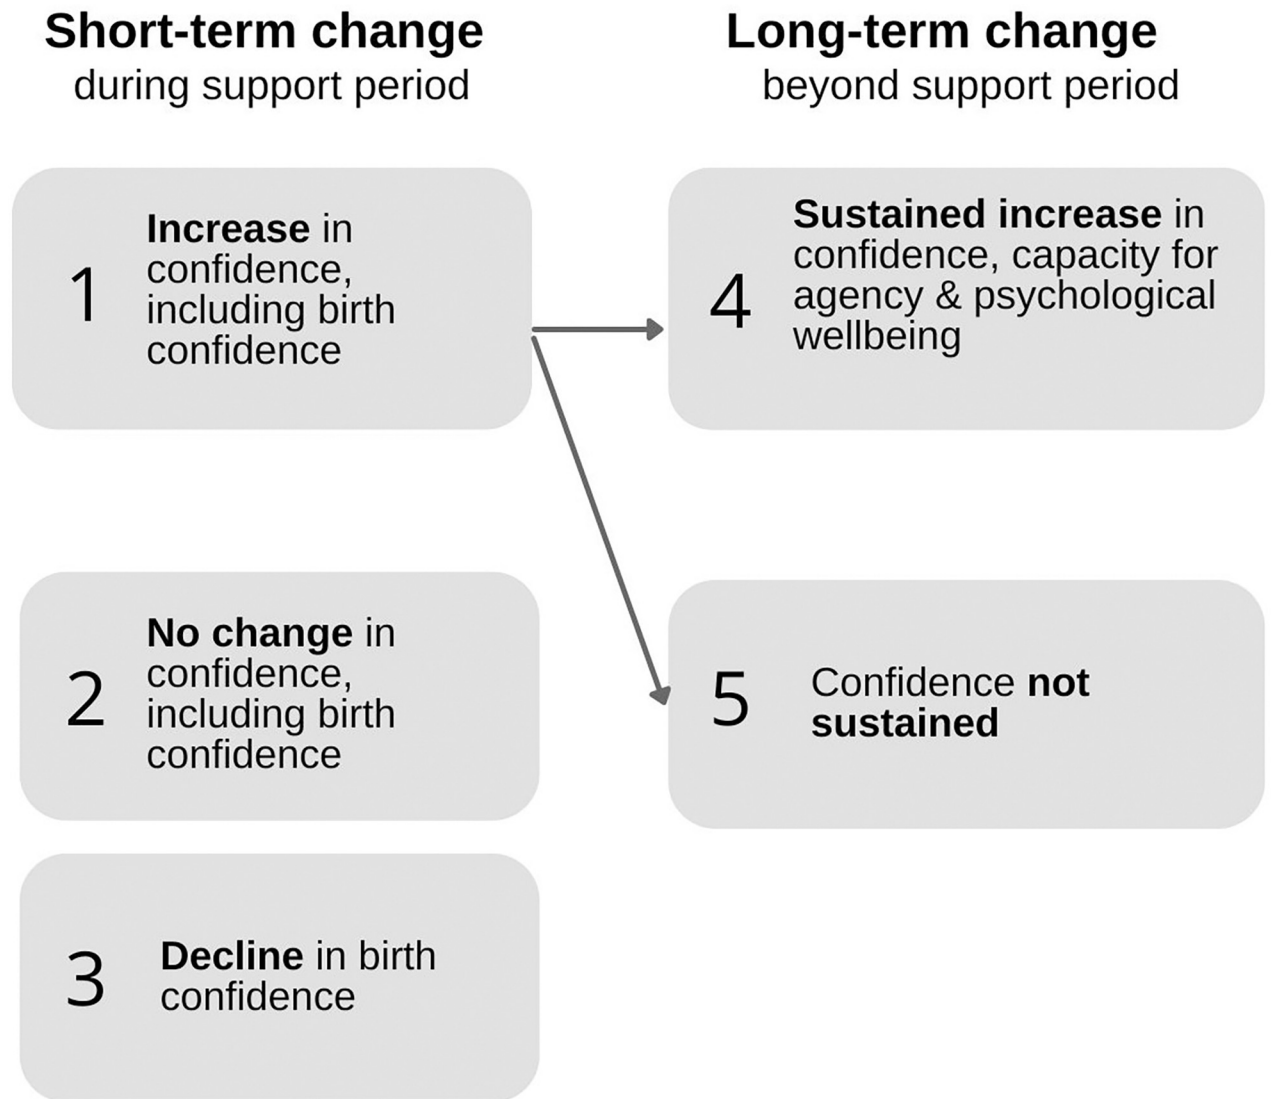 Short-term change
during support period
Long-term change
beyond support period
1
Increase in
confidence,
including birth
confidence
4
Sustained increase in
confidence, capacity for
agency & psychological
wellbeing
2
No change in
confidence,
including birth
confidence
5
Confidence not
sustained
3
Decline in birth
confidence